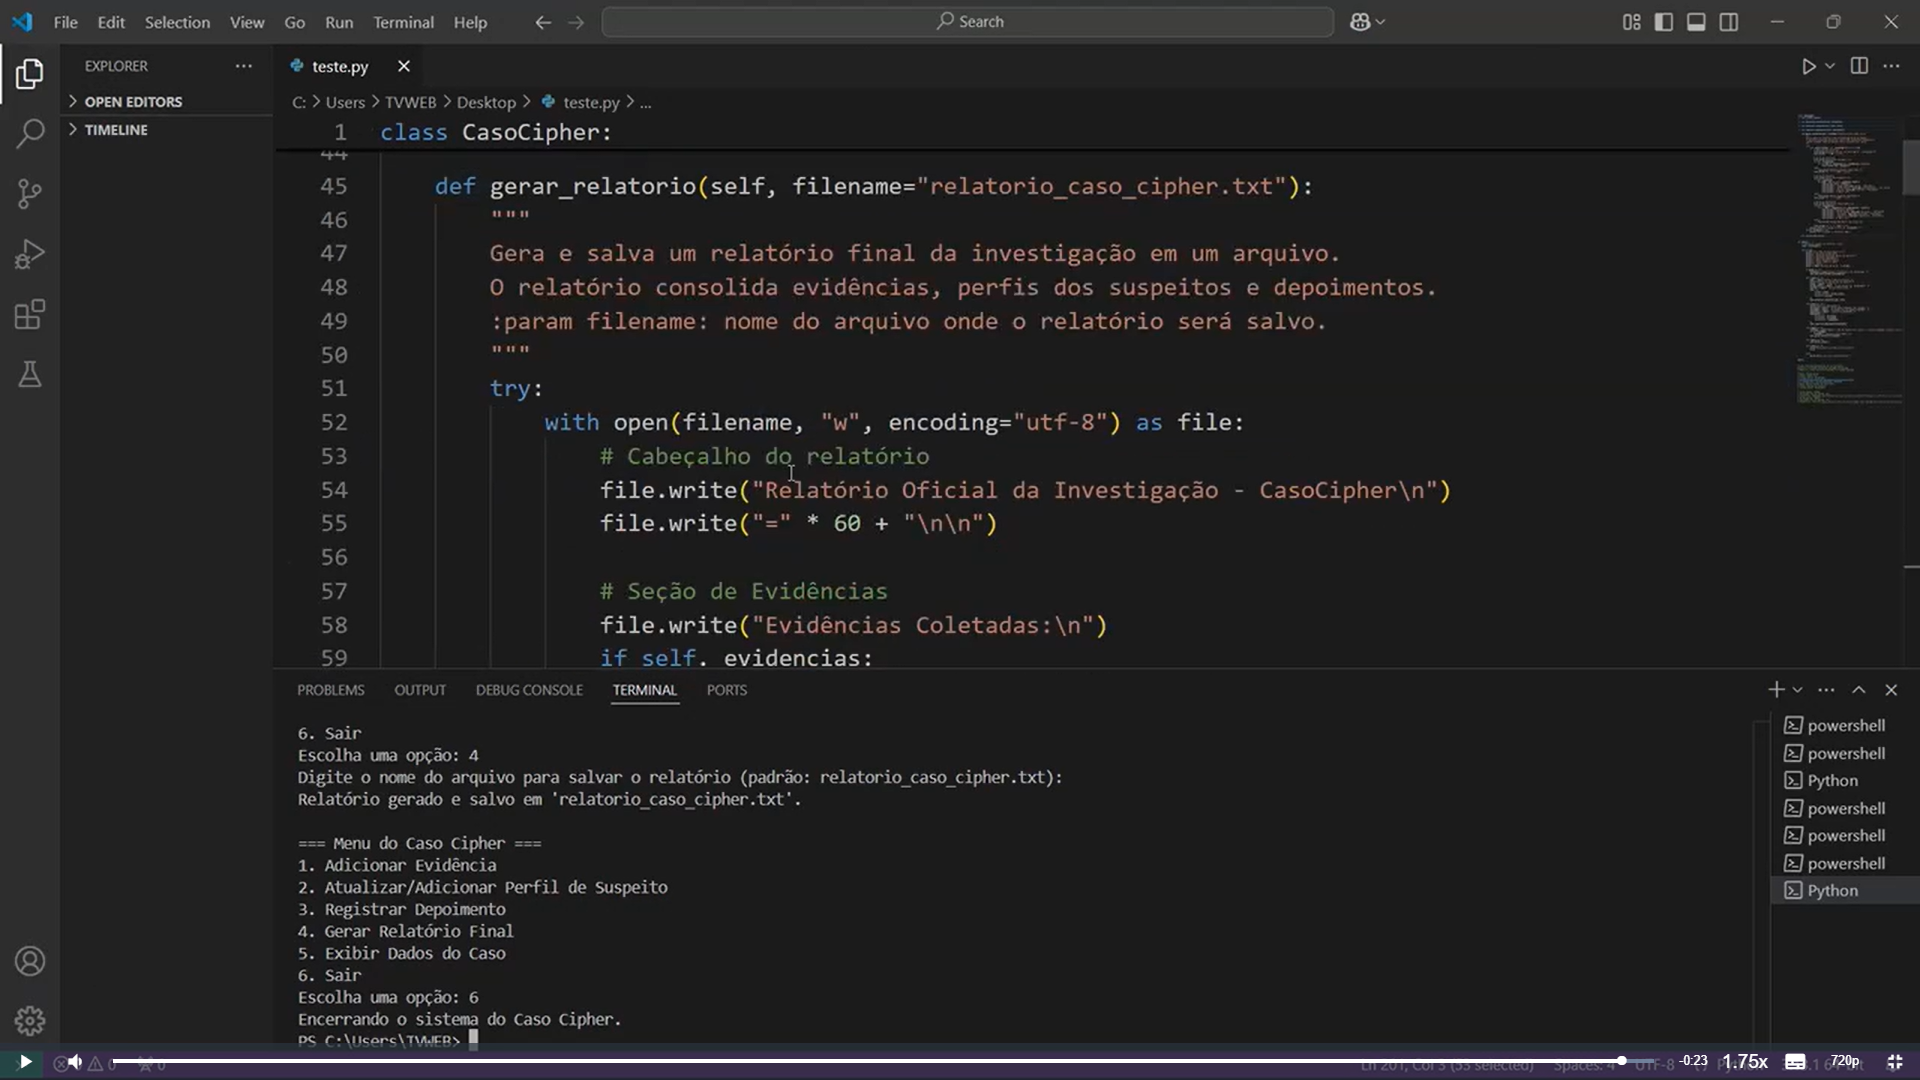 File Edit Selection View Go Run Terminal Help
Search
EXPLORER
OPEN EDITORS
TIMELINE
teste.py
C: > Users > TVWEB > Desktop > teste.py > ...
1 class CasoCipher:
44
45 def gerar_relatorio(self, filename="relatorio_caso_cipher.txt"):
46 """
47 Gera e salva um relatório final da investigação em um arquivo.
48 O relatório consolida evidências, perfis dos suspeitos e depoimentos.
49 :param filename: nome do arquivo onde o relatório será salvo.
50 """
51 try:
52 with open(filename, "w", encoding="utf-8") as file:
53 # Cabeçalho do relatório
54 file.write("Relatório Oficial da Investigação - CasoCipher\n")
55 file.write("=" * 60 + "\n\n")
56
57 # Seção de Evidências
58 file.write("Evidências Coletadas:\n")
59 if self. evidencias:
PROBLEMS OUTPUT DEBUG CONSOLE TERMINAL PORTS
6. Sair
Escolha uma opção: 4
Digite o nome do arquivo para salvar o relatório (padrão: relatorio_caso_cipher.txt):
Relatório gerado e salvo em 'relatorio_caso_cipher.txt'.
=== Menu do Caso Cipher ===
1. Adicionar Evidência
2. Atualizar/Adicionar Perfil de Suspeito
3. Registrar Depoimento
4. Gerar Relatório Final
5. Exibir Dados do Caso
6. Sair
Escolha uma opção: 6
Encerrando o sistema do Caso Cipher.
PS C:\Users\TVWEB>
powershell
powershell
Python
powershell
powershell
powershell
Python
-0:23 1.75x 720p